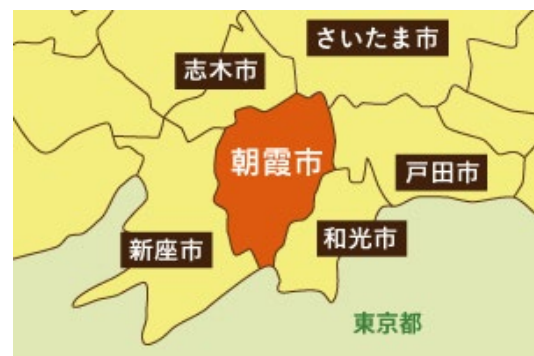 さいたま市
志木市
朝霞市
戸田市
新座市
和光市
東京都